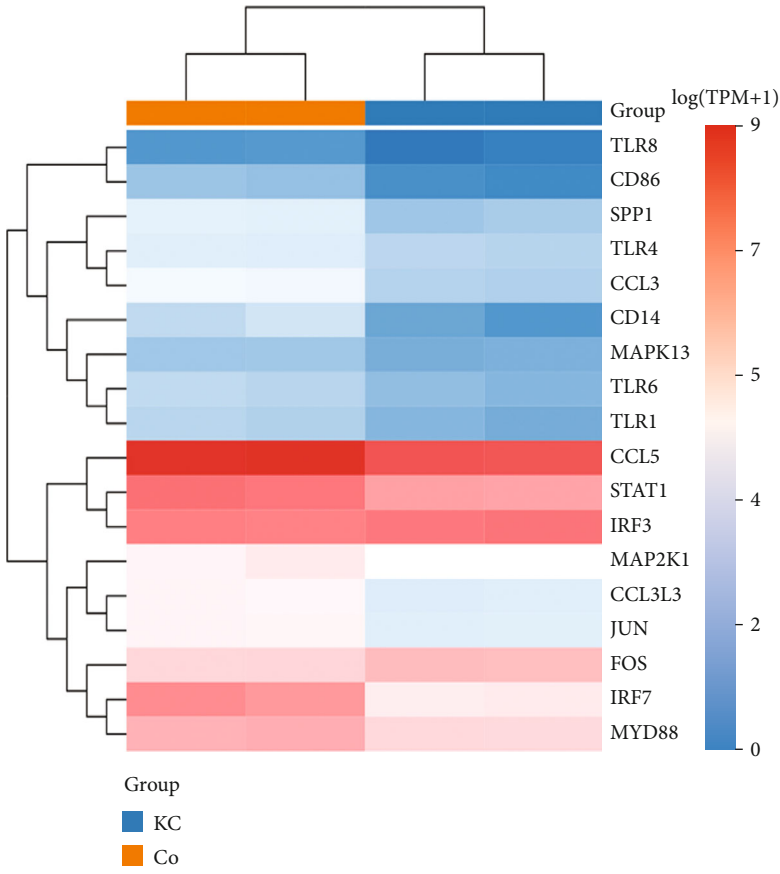 Group
log(TPM+1)
TLR8
CD86
SPP1
TLR4
CCL3
CD14
MAPK13
TLR6
TLR1
CCL5
STAT1
IRF3
MAP2K1
CCL3L3
JUN
FOS
IRF7
MYD88
9
7
5
4
2
0
Group
KC
Co